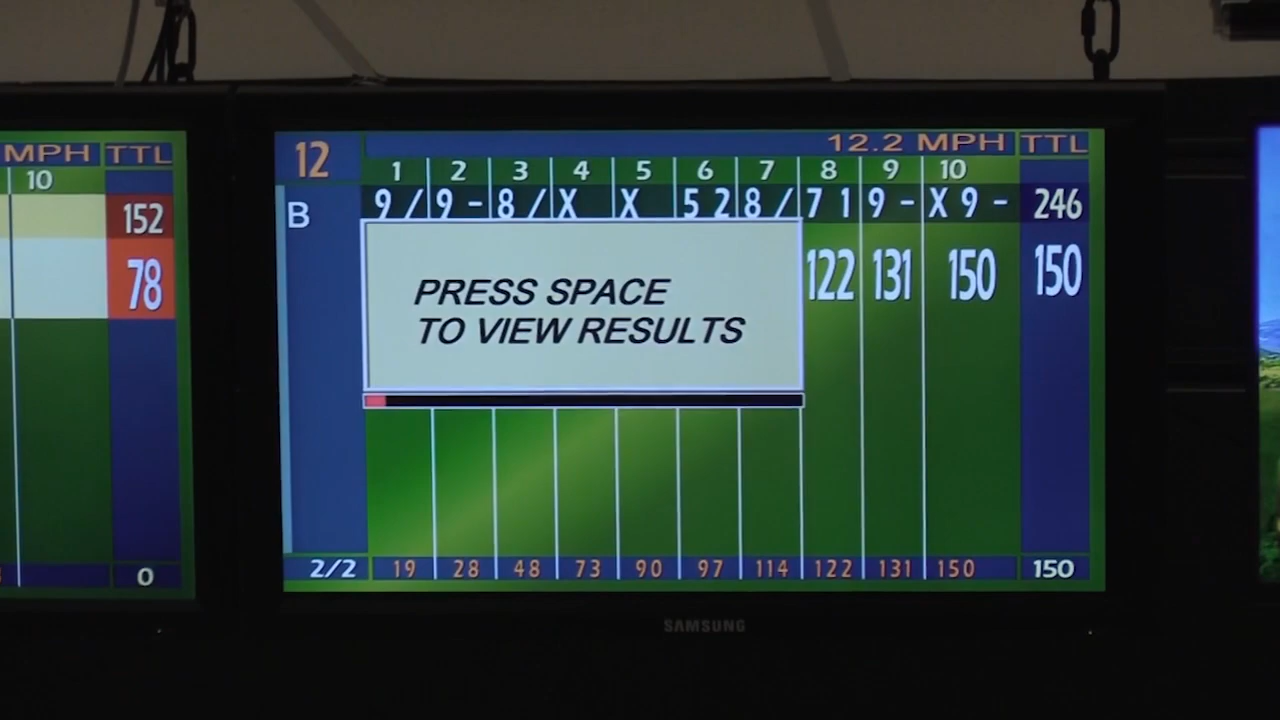 MPH TTL
10
152
78
0
12 12.2 MPH TTL
1 2 3 4 5 6 7 8 9 10
B 9 / 9 - 8 / X X 5 2 8 / 7 1 9 - X 9 - 246
122 131 150 150
PRESS SPACE
TO VIEW RESULTS
2/2 19 28 48 73 90 97 114 122 131 150 150
SAMSUNG